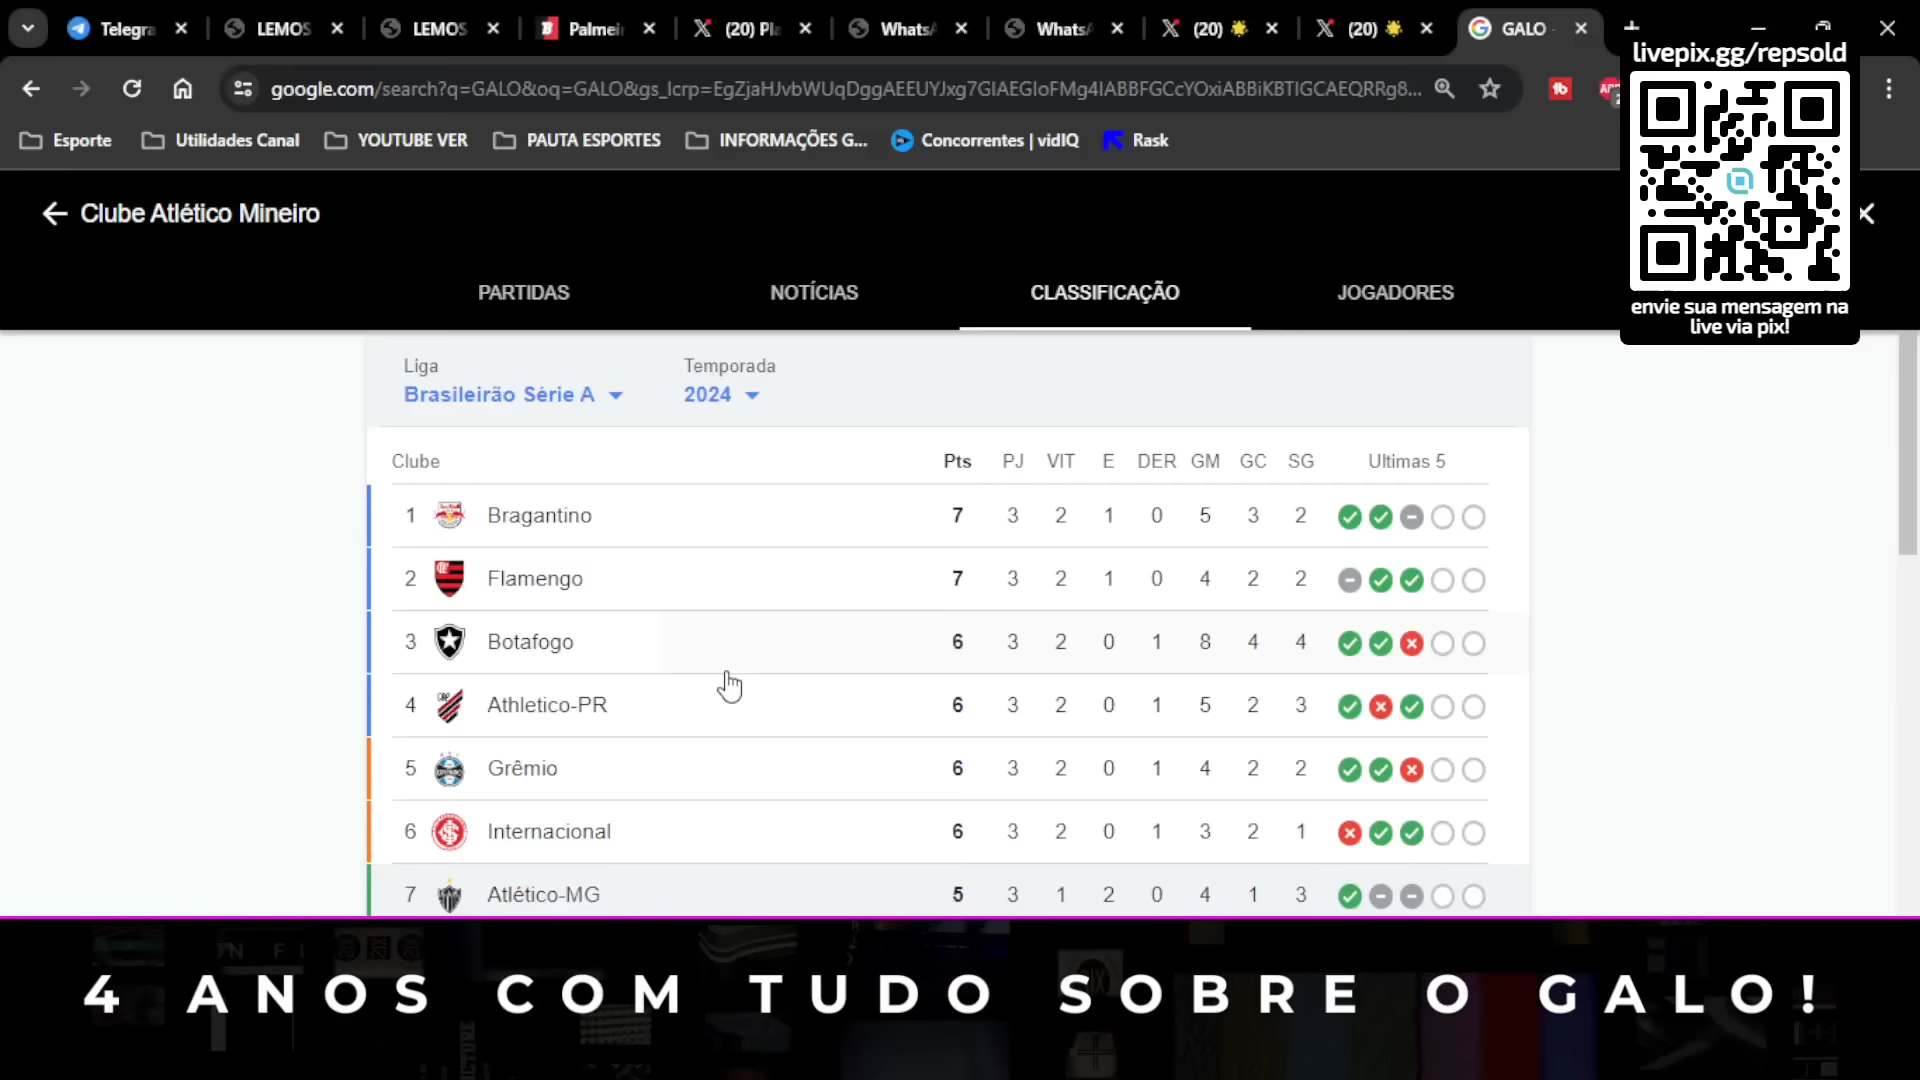 Telegra
LEMOS
LEMOS
Palmei
(20) Pl
Whats
Whats
(20)
(20)
GALO
livepix.gg/repsold
google.com/search?q=GALO&oq=GALO&gs_lcrp=
Esporte
Utilidades Canal
YOUTUBE VER
PAUTA ESPORTES
INFORMAÇÕES G...
Concorrentes | vidIQ
Rask
Clube Atlético Mineiro
PARTIDAS
NOTÍCIAS
CLASSIFICAÇÃO
JOGADORES
envie sua mensagem na
live via pix!
Liga
Temporada
Brasileirão Série A
2024
Clube Pts PJ VIT E DER GM GC SG Ultimas 5
1 Bragantino 7 3 2 1 0 5 3 2
2 Flamengo 7 3 2 1 0 4 2 2
3 Botafogo 6 3 2 0 1 8 4 4
4 Athletico-PR 6 3 2 0 1 5 2 3
5 Grêmio 6 3 2 0 1 4 2 2
6 Internacional 6 3 2 0 1 3 2 1
7 Atlético-MG 5 3 1 2 0 4 1 3
4 ANOS COM TUDO SOBRE O GALO!